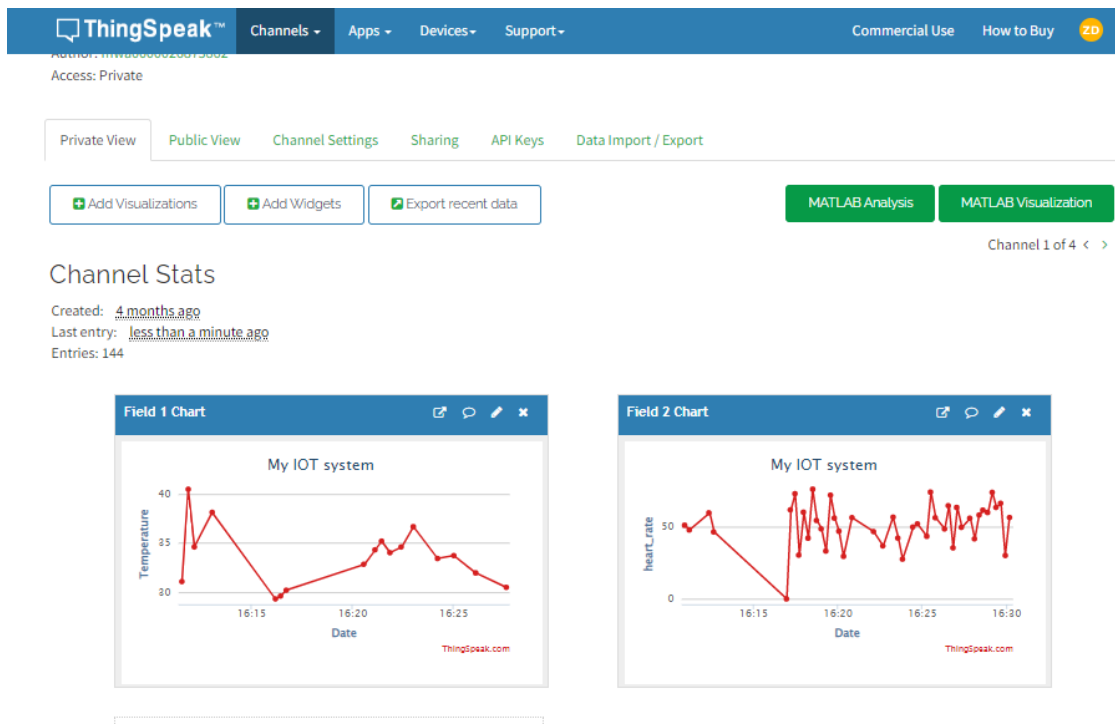 ThingSpeak™ Channels Apps Devices Support Commercial Use How to Buy ZD
Access: Private
Private View Public View Channel Settings Sharing API Keys Data Import / Export
Add Visualizations Add Widgets Export recent data MATLAB Analysis MATLAB Visualization
Channel 1 of 4 < >
Channel Stats
Created: 4 months ago
Last entry: less than a minute ago
Entries: 144
Field 1 Chart
My IOT system
Temperature
40
35
30
16:15 16:20 16:25
Date
ThingSpeak.com
Field 2 Chart
My IOT system
heart_rate
50
0
16:15 16:20 16:25 16:30
Date
ThingSpeak.com